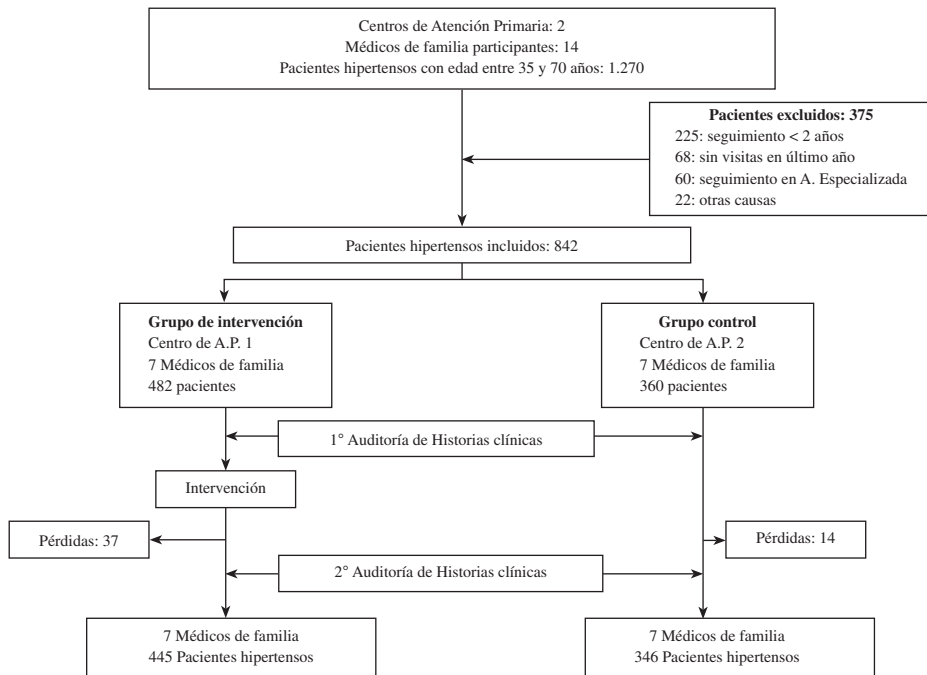 Centros de Atención Primaria: 2
Médicos de familia participantes: 14
Pacientes hipertensos con edad entre 35 y 70 años: 1.270
Pacientes excluidos: 375
225: seguimiento < 2 años
68: sin visitas en último año
60: seguimiento en A. Especializada
22: otras causas
Pacientes hipertensos incluidos: 842
Grupo de intervención
Centro de A.P. 1
7 Médicos de familia
482 pacientes
Grupo control
Centro de A.P. 2
7 Médicos de familia
360 pacientes
1° Auditoría de Historias clínicas
Intervención
Pérdidas: 37
Pérdidas: 14
2° Auditoría de Historias clínicas
7 Médicos de familia
445 Pacientes hipertensos
7 Médicos de familia
346 Pacientes hipertensos